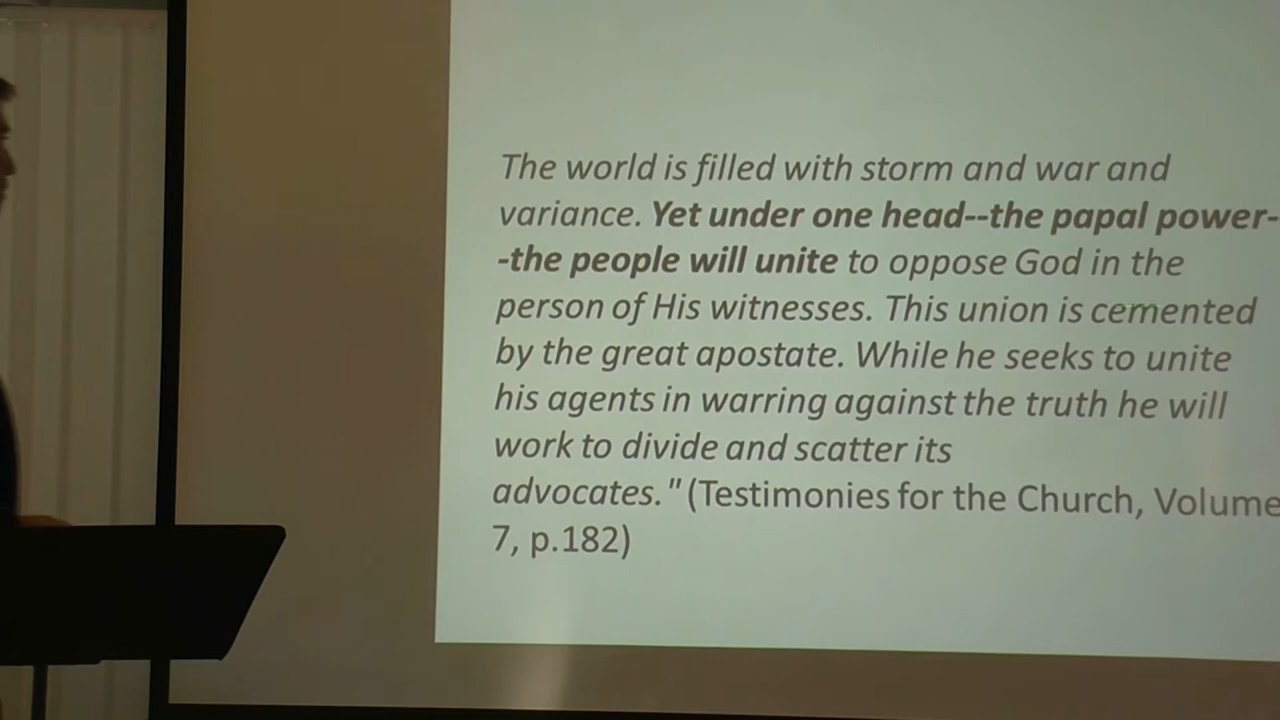 The world is filled with storm and war and
variance. Yet under one head--the papal power-
-the people will unite to oppose God in the
person of His witnesses. This union is cemented
by the great apostate. While he seeks to unite
his agents in warring against the truth he will
work to divide and scatter its
advocates." (Testimonies for the Church, Volume
7, p.182)